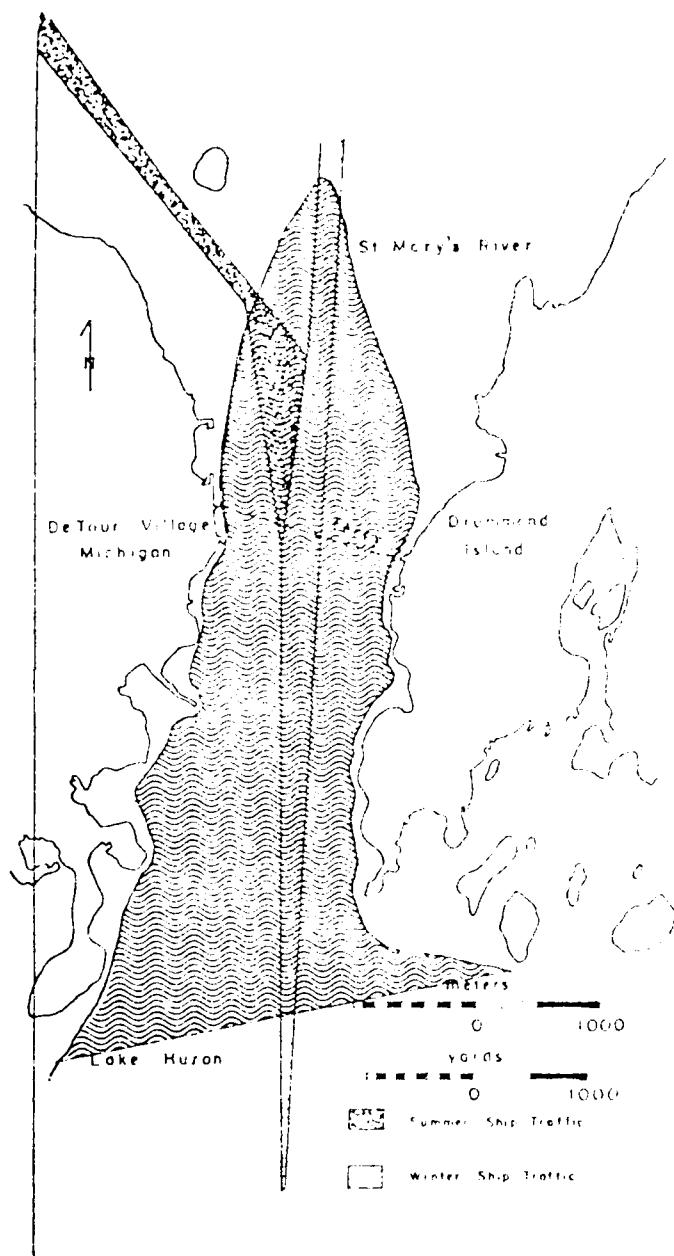 St Mary's River
N
DeTour Village
Michigan
Drummond
Island
Lake Huron
meters
0 1000
yards
0 1000
Summer Ship Traffic
Winter Ship Traffic